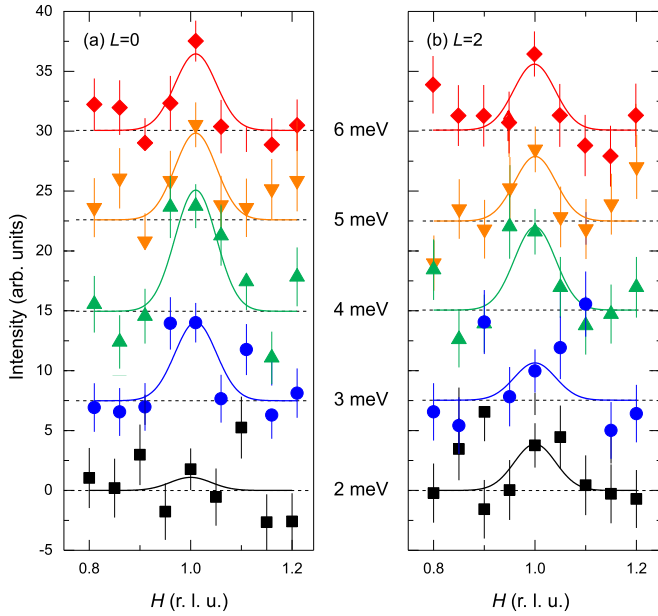 (a) L=0
(b) L=2
40
35
30
25
20
15
10
5
0
-5
Intensity (arb. units)
6 meV
5 meV
4 meV
3 meV
2 meV
0.8 1.0 1.2
0.8 1.0 1.2
H (r. l. u.)
H (r. l. u.)